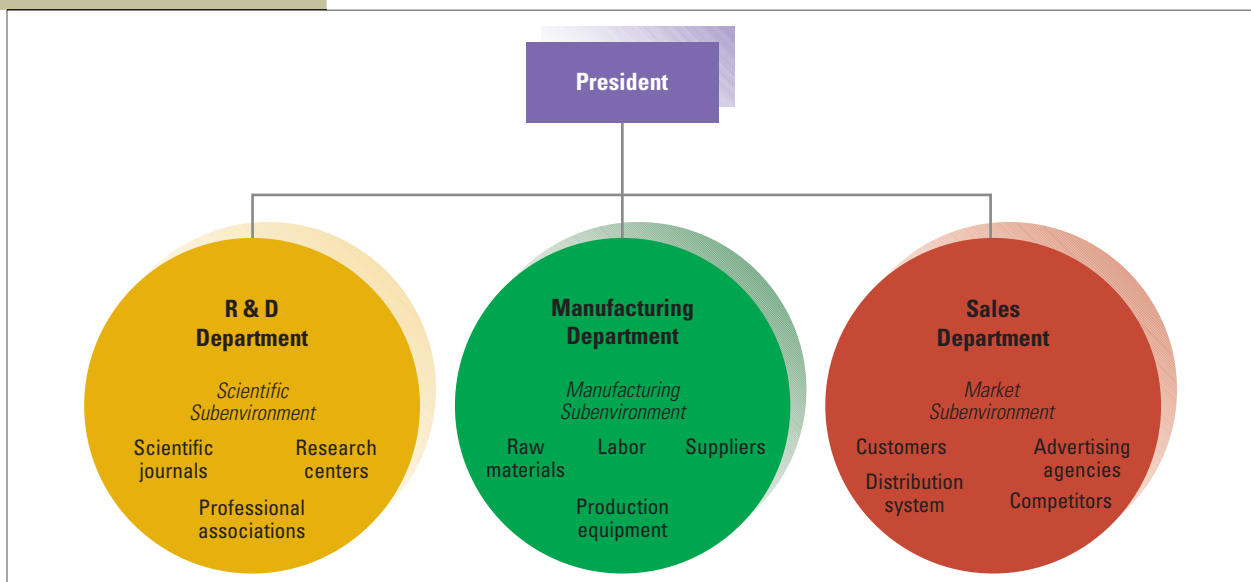 President
R & D
Department
Scientific
Subenvironment
Scientific
journals
Research
centers
Professional
associations
Manufacturing
Department
Manufacturing
Subenvironment
Raw
materials
Labor
Suppliers
Production
equipment
Sales
Department
Market
Subenvironment
Customers
Advertising
agencies
Distribution
system
Competitors